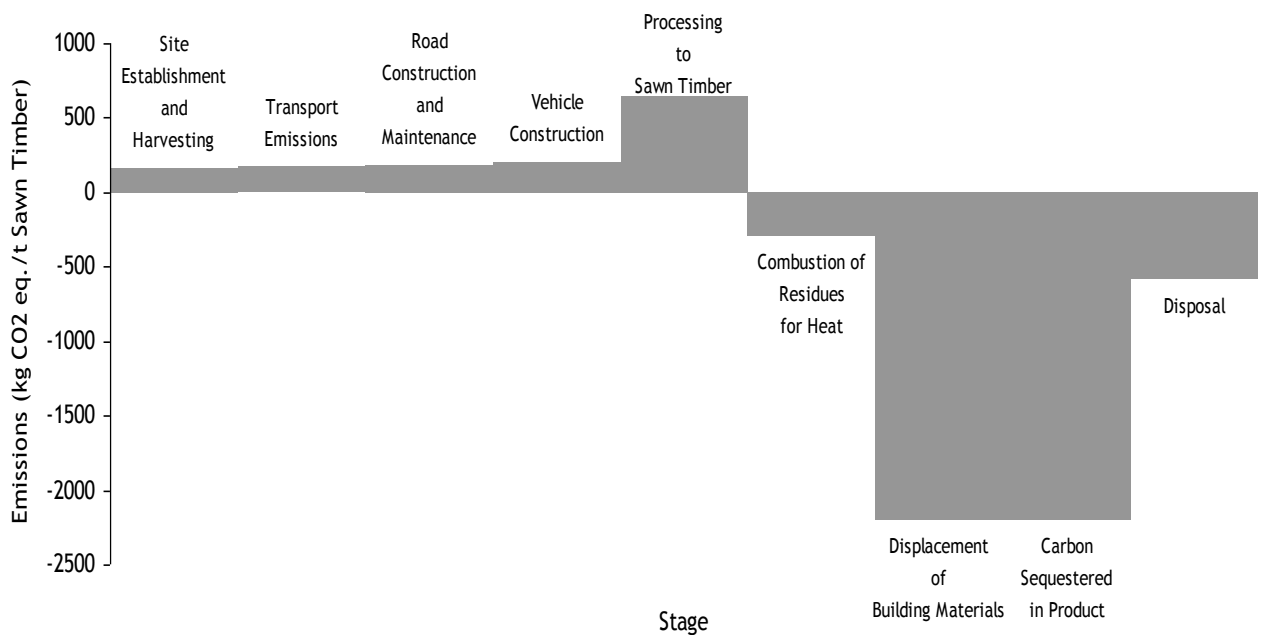 Emissions (kg CO2 eq./t Sawn Timber)
1000
500
0
-500
-1000
-1500
-2000
-2500
Site
Establishment
and
Harvesting
Transport
Emissions
Road
Construction
and
Maintenance
Vehicle
Construction
Processing
to
Sawn Timber
Combustion of
Residues
for Heat
Displacement
of
Building Materials
Carbon
Sequestered
in Product
Disposal
Stage